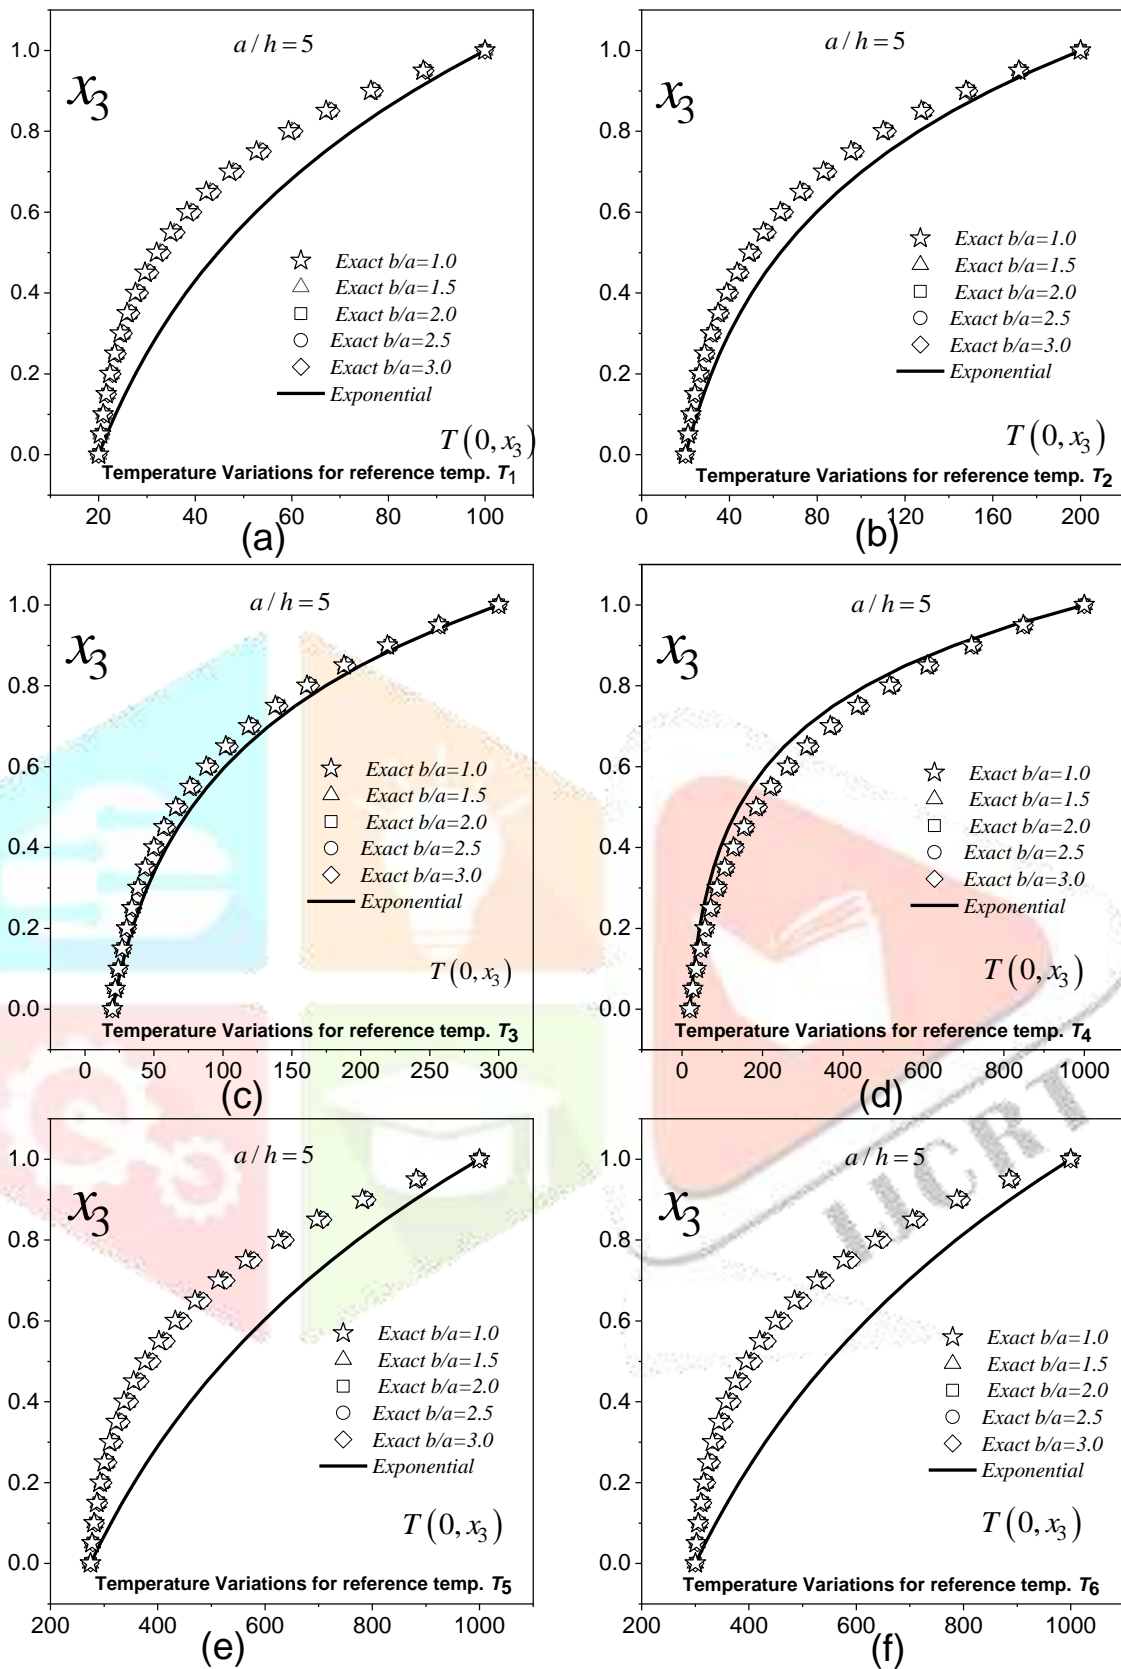 a / h = 5
x3
1.0
0.8
0.6
0.4
0.2
0.0
Exact b/a=1.0
Exact b/a=1.5
Exact b/a=2.0
Exact b/a=2.5
Exact b/a=3.0
Exponential
T(0, x3)
Temperature Variations for reference temp. T1
20 40 60 80 100
(a)
a / h = 5
x3
1.0
0.8
0.6
0.4
0.2
0.0
Exact b/a=1.0
Exact b/a=1.5
Exact b/a=2.0
Exact b/a=2.5
Exact b/a=3.0
Exponential
T(0, x3)
Temperature Variations for reference temp. T2
0 40 80 120 160 200
(b)
a / h = 5
x3
1.0
0.8
0.6
0.4
0.2
0.0
Exact b/a=1.0
Exact b/a=1.5
Exact b/a=2.0
Exact b/a=2.5
Exact b/a=3.0
Exponential
T(0, x3)
Temperature Variations for reference temp. T3
0 50 100 150 200 250 300
(c)
a / h = 5
x3
1.0
0.8
0.6
0.4
0.2
0.0
Exact b/a=1.0
Exact b/a=1.5
Exact b/a=2.0
Exact b/a=2.5
Exact b/a=3.0
Exponential
T(0, x3)
Temperature Variations for reference temp. T4
0 200 400 600 800 1000
(d)
a / h = 5
x3
1.0
0.8
0.6
0.4
0.2
0.0
Exact b/a=1.0
Exact b/a=1.5
Exact b/a=2.0
Exact b/a=2.5
Exact b/a=3.0
Exponential
T(0, x3)
Temperature Variations for reference temp. T5
200 400 600 800 1000
(e)
a / h = 5
x3
1.0
0.8
0.6
0.4
0.2
0.0
Exact b/a=1.0
Exact b/a=1.5
Exact b/a=2.0
Exact b/a=2.5
Exact b/a=3.0
Exponential
T(0, x3)
Temperature Variations for reference temp. T6
200 400 600 800 1000
(f)
IJCRT